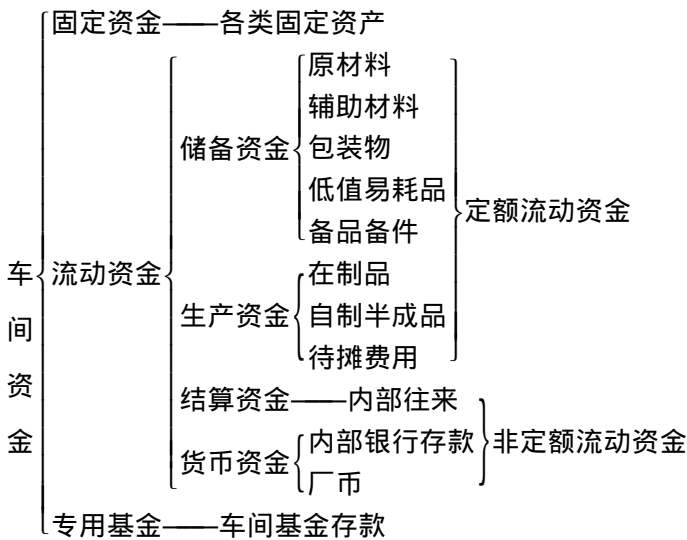 固定资金——各类固定资产
原材料
辅助材料
储备资金 包装物
低值易耗品
定额流动资金
备品备件
车间资金 流动资金 在制品
生产资金 自制半成品
待摊费用
结算资金——内部往来
内部银行存款 非定额流动资金
货币资金
厂币
专用基金——车间基金存款